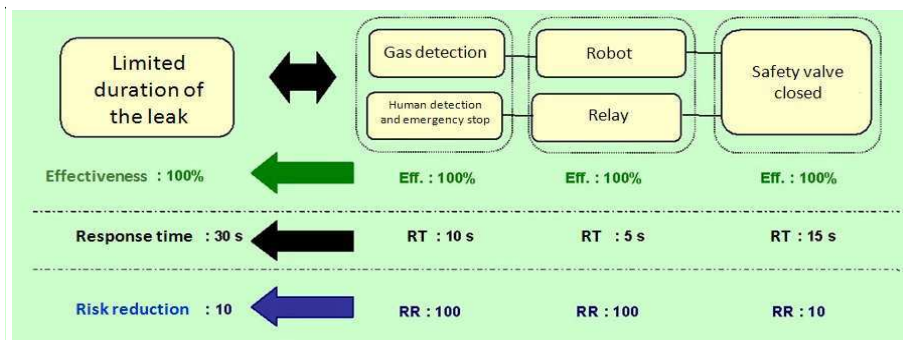 Limited
duration of
the leak
Gas detection
Human detection
and emergency stop
Robot
Relay
Safety valve
closed
Effectiveness : 100%
Eff. : 100%
Eff. : 100%
Eff. : 100%
Response time : 30 s
RT : 10 s
RT : 5 s
RT : 15 s
Risk reduction : 10
RR : 100
RR : 100
RR : 10